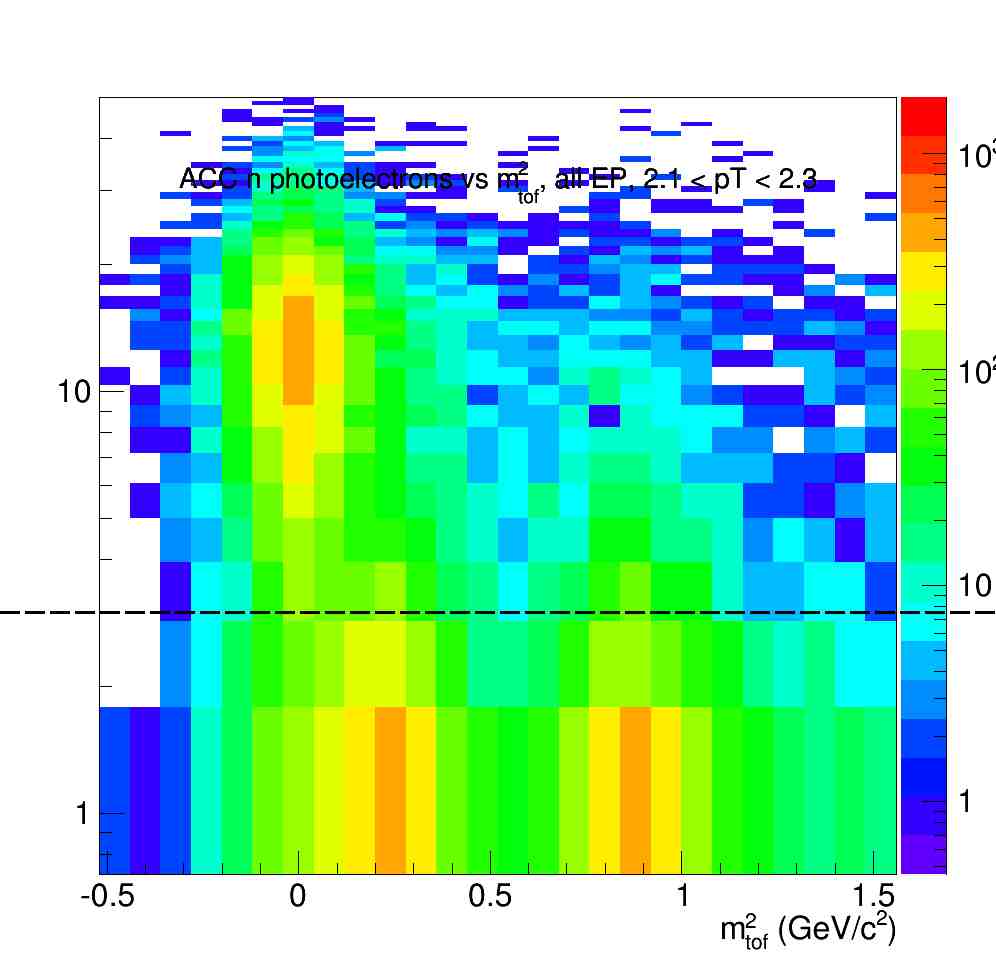 ACC n photoelectrons vs m²tof, all EP, 2.1 < pT < 2.3
10³
10²
10
10
1
1
-0.5 0 0.5 1 1.5
m²tof (GeV/c²)